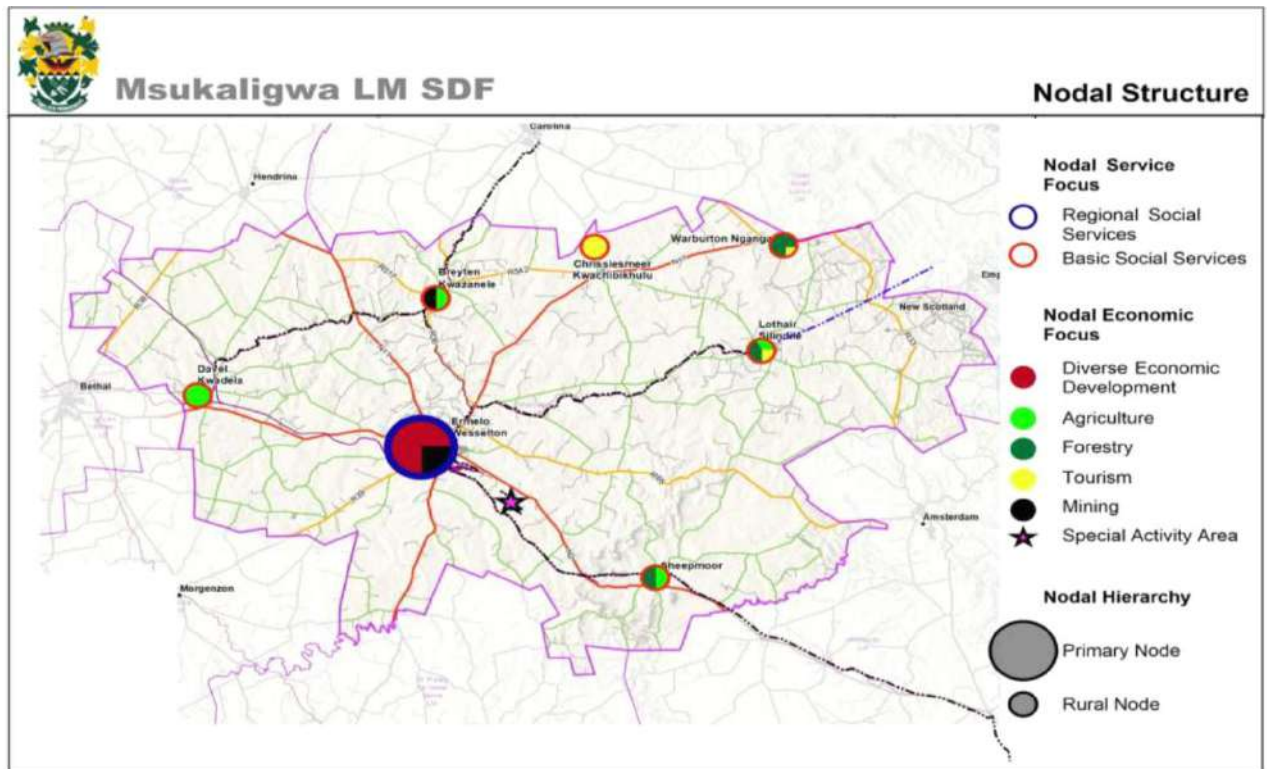 Msukaligwa LM SDF
Nodal Structure
Carolina
Hendrina
Warburton Nganga
Chrissiesmeer
Kwachibikhulu
Breyten
Kwazanele
New Scotland
Lothair
Silindile
Davel
Kwadela
Bethal
Ermelo
Wesselton
Amsterdam
Sheepmoor
Morgenzon
Nodal Service
Focus
Regional Social
Services
Basic Social Services
Nodal Economic
Focus
Diverse Economic
Development
Agriculture
Forestry
Tourism
Mining
Special Activity Area
Nodal Hierarchy
Primary Node
Rural Node